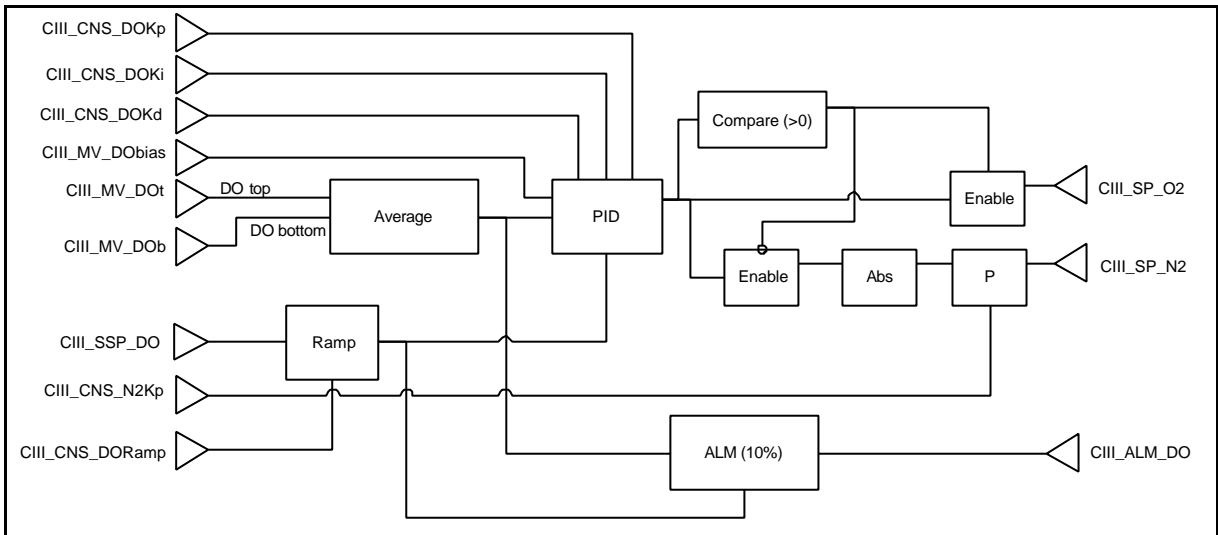 CIII_CNS_DOKp
CIII_CNS_DOKi
CIII_CNS_DOKd
CIII_MV_DObias
CIII_MV_DOt
DO top
CIII_MV_DOb
DO bottom
Average
PID
Compare (>0)
Enable
CIII_SP_O2
Enable
Abs
P
CIII_SP_N2
CIII_SSP_DO
Ramp
CIII_CNS_N2Kp
CIII_CNS_DORamp
ALM (10%)
CIII_ALM_DO